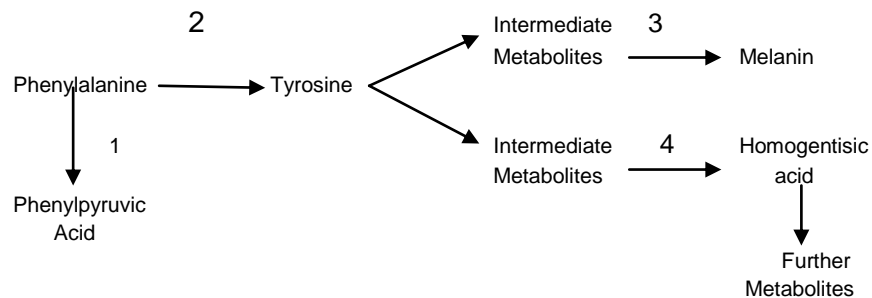 2
Intermediate
Metabolites
3
Melanin
Phenylalanine
Tyrosine
1
Phenylpyruvic
Acid
Intermediate
Metabolites
4
Homogentisic
acid
Further
Metabolites